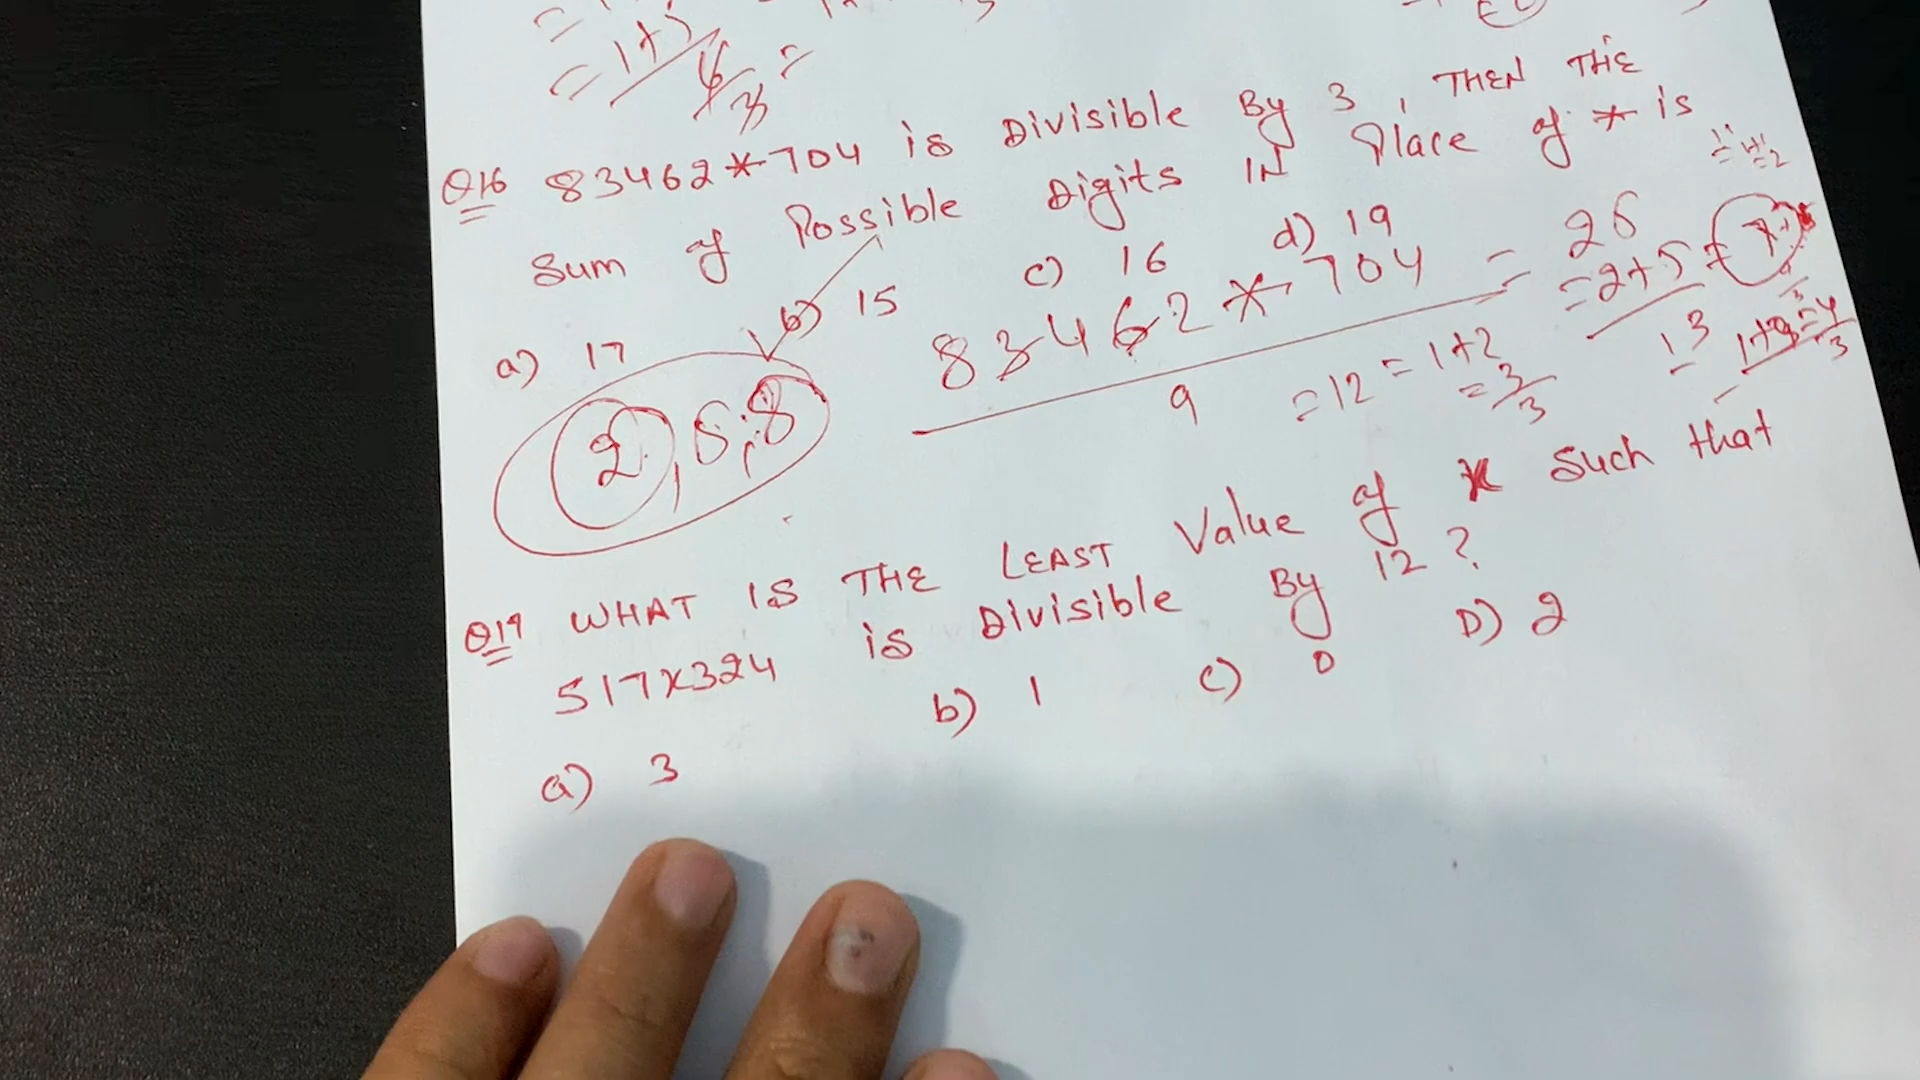 Q16 83462*704 is Divisible By 3, THEN THE
Sum of Possible Digits IN Place of * is
a) 17 b) 15 c) 16 d) 19
83462*704 = 26
= 2+5 = 7
9 = 12 = 1+2
= 3/3
13
2, 5, 8
Q17 WHAT IS THE LEAST Value of x Such that
517x324 is Divisible By 12 ?
a) 3 b) 1 c) 0 D) 2